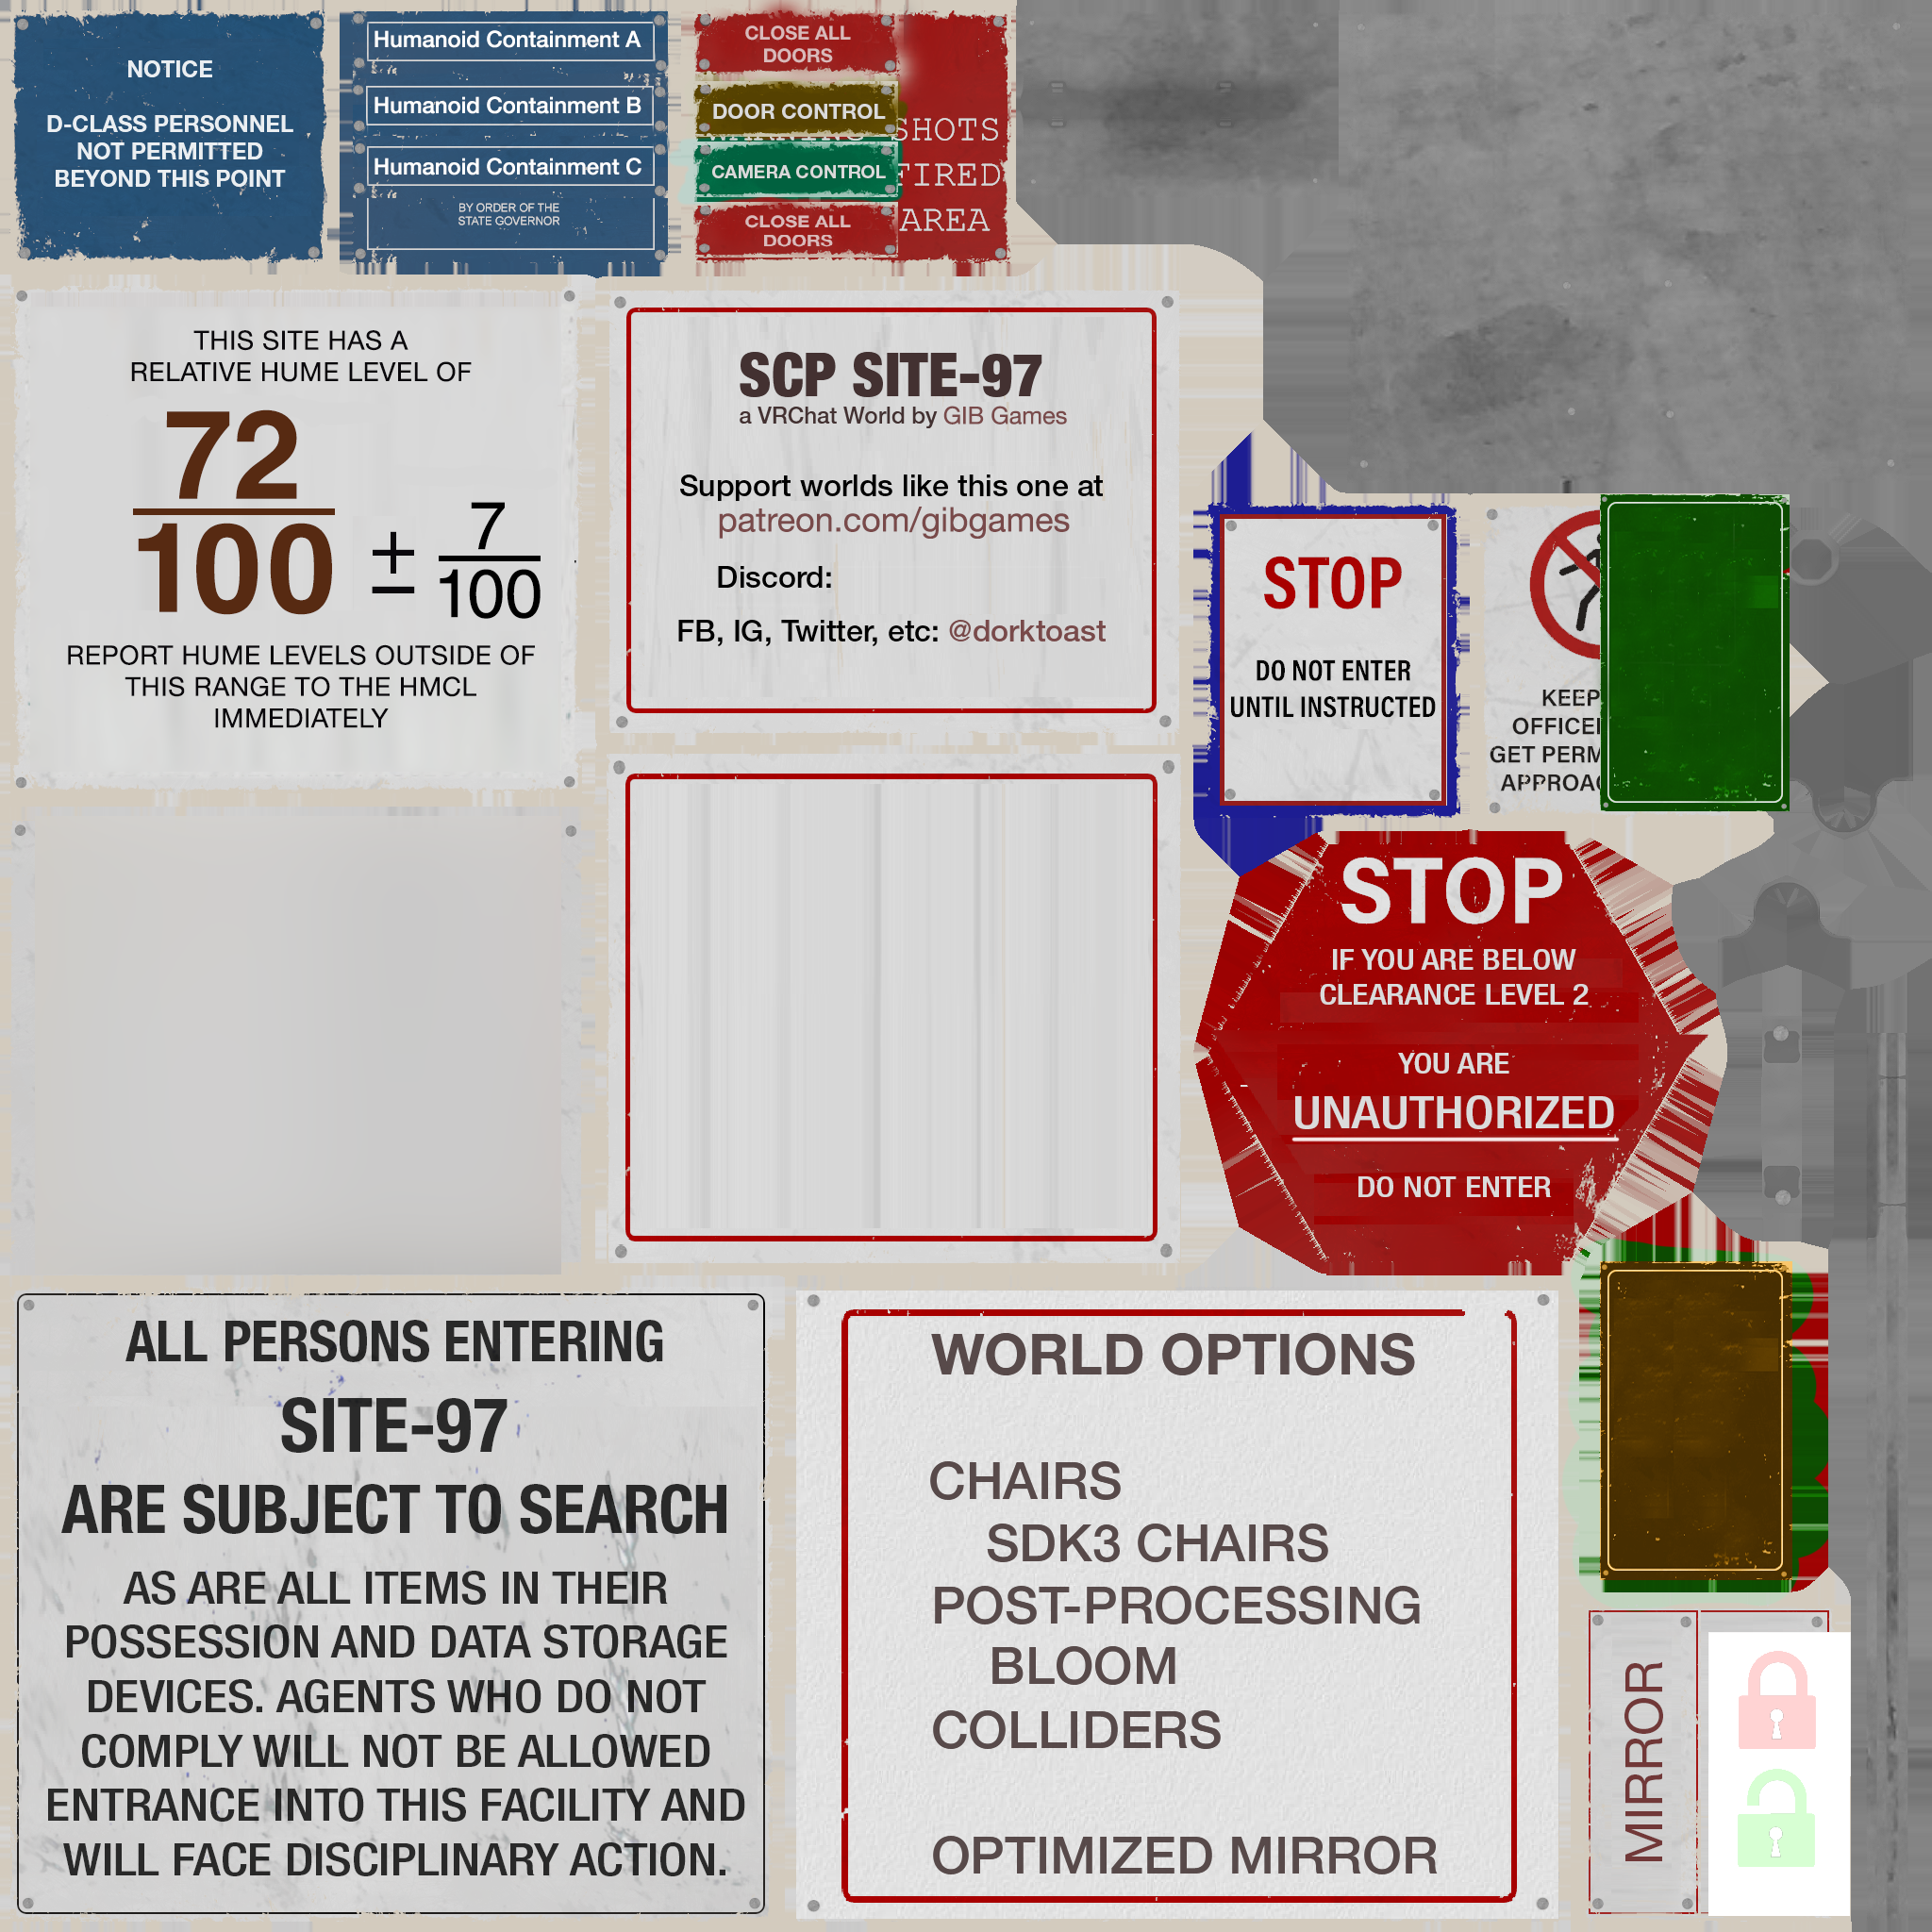 NOTICE
D-CLASS PERSONNEL
NOT PERMITTED
BEYOND THIS POINT
Humanoid Containment A
Humanoid Containment B
Humanoid Containment C
BY ORDER OF THE
STATE GOVERNOR
CLOSE ALL
DOORS
DOOR CONTROL
CAMERA CONTROL
CLOSE ALL
DOORS
SHOTS
FIRED
AREA
THIS SITE HAS A
RELATIVE HUME LEVEL OF
72
100
± 7
100
REPORT HUME LEVELS OUTSIDE OF
THIS RANGE TO THE HMCL
IMMEDIATELY
SCP SITE-97
a VRChat World by GIB Games
Support worlds like this one at
patreon.com/gibgames
Discord:
FB, IG, Twitter, etc: @dorktoast
STOP
DO NOT ENTER
UNTIL INSTRUCTED
KEEP
OFFICE
GET PERM
APPROA
STOP
IF YOU ARE BELOW
CLEARANCE LEVEL 2
YOU ARE
UNAUTHORIZED
DO NOT ENTER
ALL PERSONS ENTERING
SITE-97
ARE SUBJECT TO SEARCH
AS ARE ALL ITEMS IN THEIR
POSSESSION AND DATA STORAGE
DEVICES. AGENTS WHO DO NOT
COMPLY WILL NOT BE ALLOWED
ENTRANCE INTO THIS FACILITY AND
WILL FACE DISCIPLINARY ACTION.
WORLD OPTIONS
CHAIRS
SDK3 CHAIRS
POST-PROCESSING
BLOOM
COLLIDERS
OPTIMIZED MIRROR
MIRROR